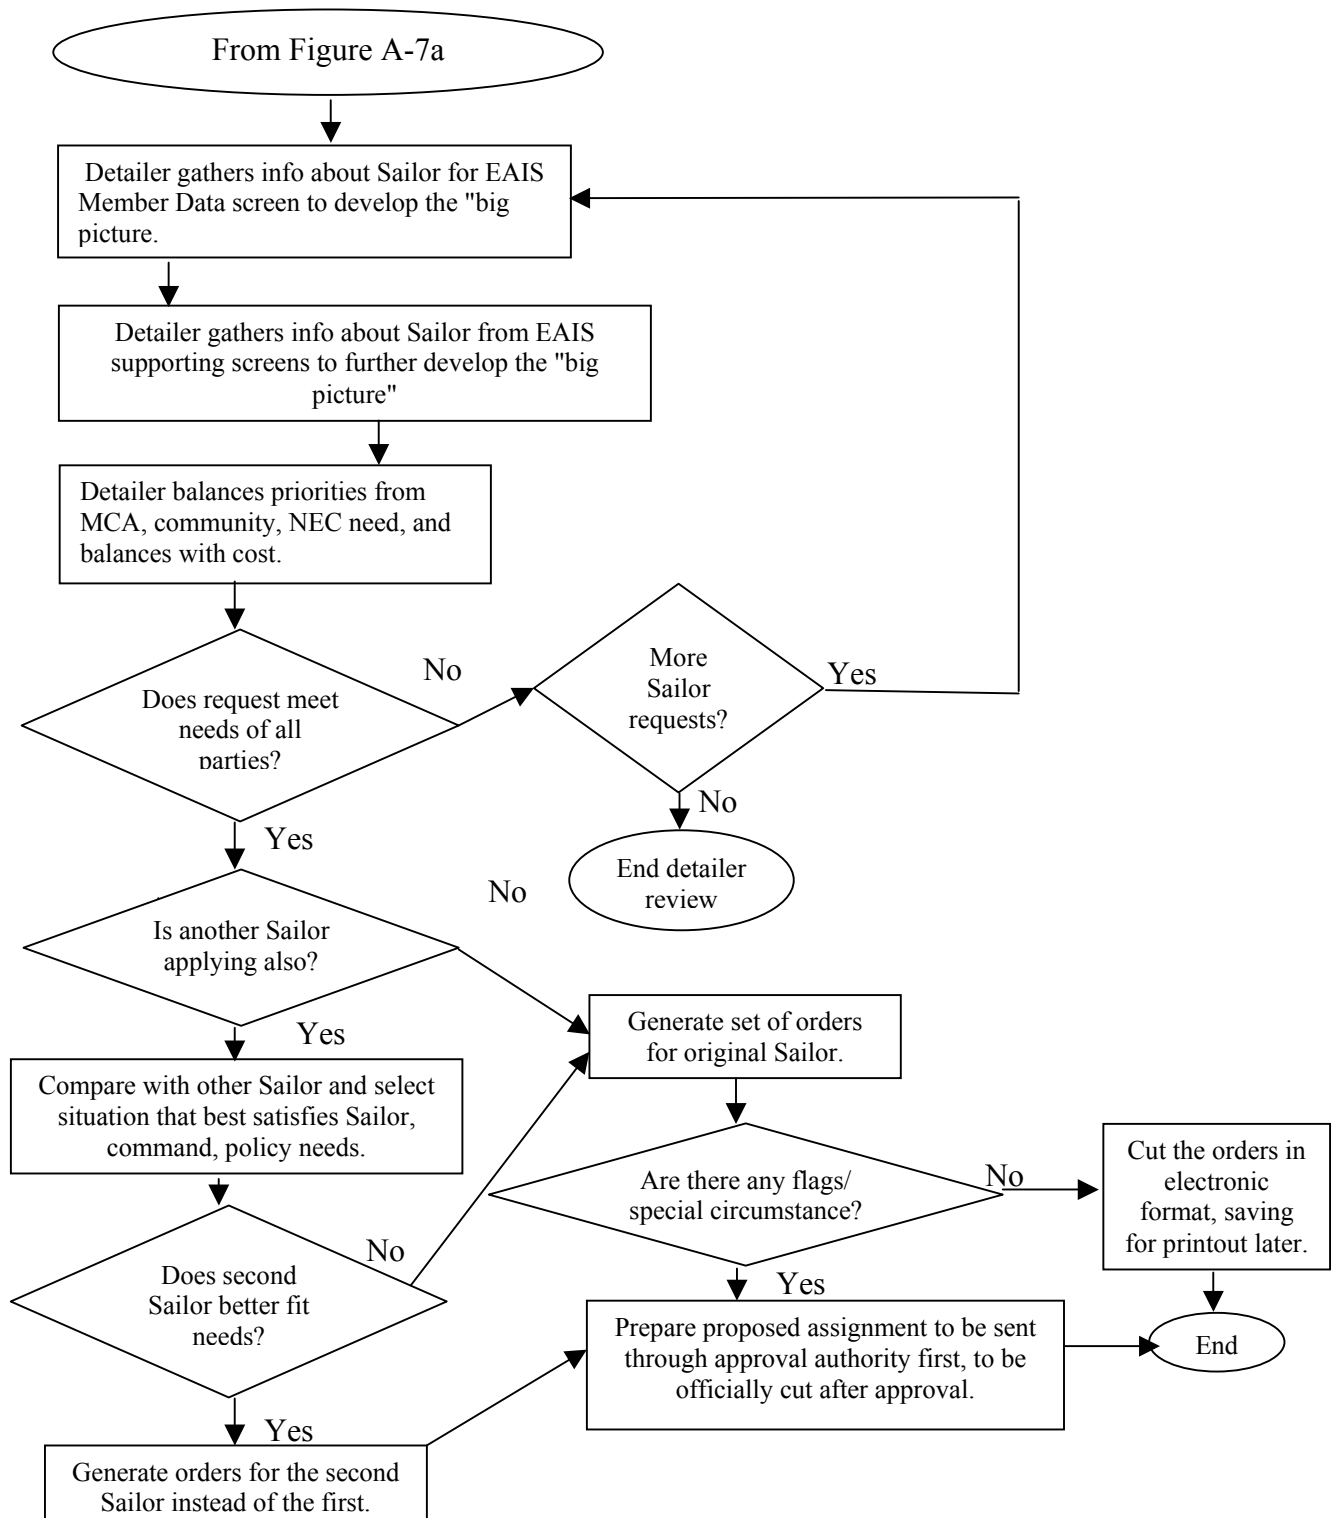 From Figure A-7a
Detailer gathers info about Sailor for EAIS
Member Data screen to develop the "big
picture.
Detailer gathers info about Sailor from EAIS
supporting screens to further develop the "big
picture"
Detailer balances priorities from
MCA, community, NEC need, and
balances with cost.
Does request meet
needs of all
parties?
No
More
Sailor
requests?
Yes
No
End detailer
review
Yes
Is another Sailor
applying also?
No
Yes
Generate set of orders
for original Sailor.
Compare with other Sailor and select
situation that best satisfies Sailor,
command, policy needs.
Are there any flags/
special circumstance?
No
Cut the orders in
electronic
format, saving
for printout later.
Does second
Sailor better fit
needs?
No
Yes
Prepare proposed assignment to be sent
through approval authority first, to be
officially cut after approval.
End
Yes
Generate orders for the second
Sailor instead of the first.